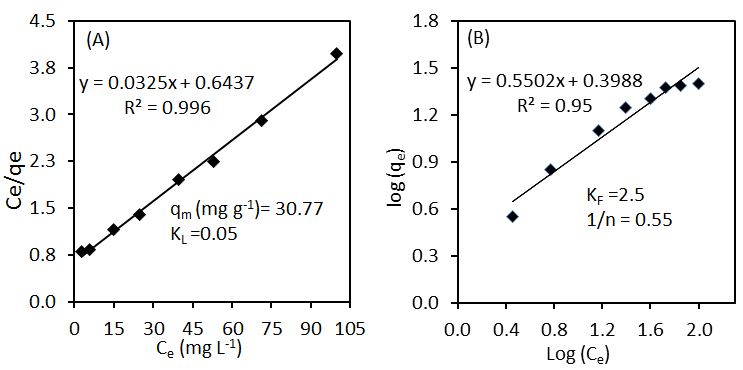 (A)
y = 0.0325x + 0.6437
R² = 0.996
qm (mg g-1)= 30.77
KL =0.05
Ce/qe
4.5
3.8
3.0
2.3
1.5
0.8
0.0
0 15 30 45 60 75 90 105
Ce (mg L-1)
(B)
y = 0.5502x + 0.3988
R² = 0.95
KF =2.5
1/n = 0.55
log (qe)
1.8
1.5
1.2
0.9
0.6
0.3
0.0
0.0 0.4 0.8 1.2 1.6 2.0
Log (Ce)